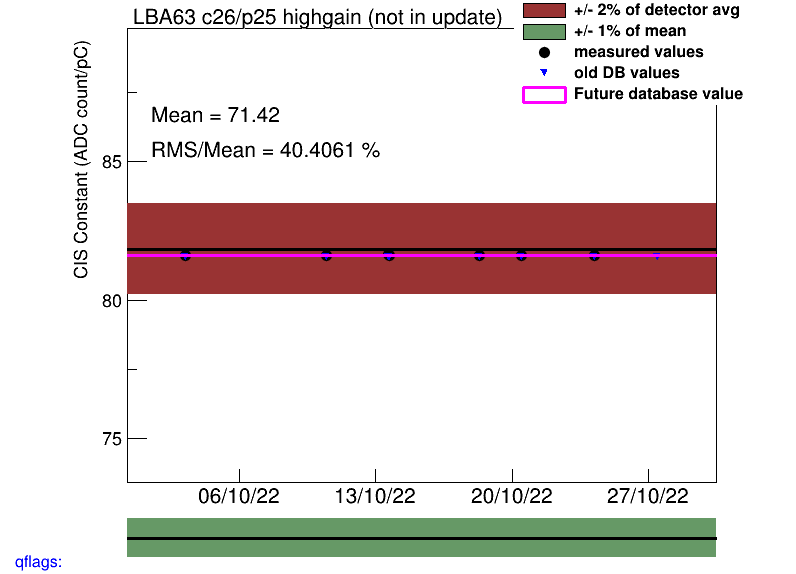 LBA63 c26/p25 highgain (not in update)
+/- 2% of detector avg
+/- 1% of mean
measured values
old DB values
Future database value
CIS Constant (ADC count/pC)
Mean = 71.42
RMS/Mean = 40.4061 %
85
80
75
06/10/22 13/10/22 20/10/22 27/10/22
qflags: